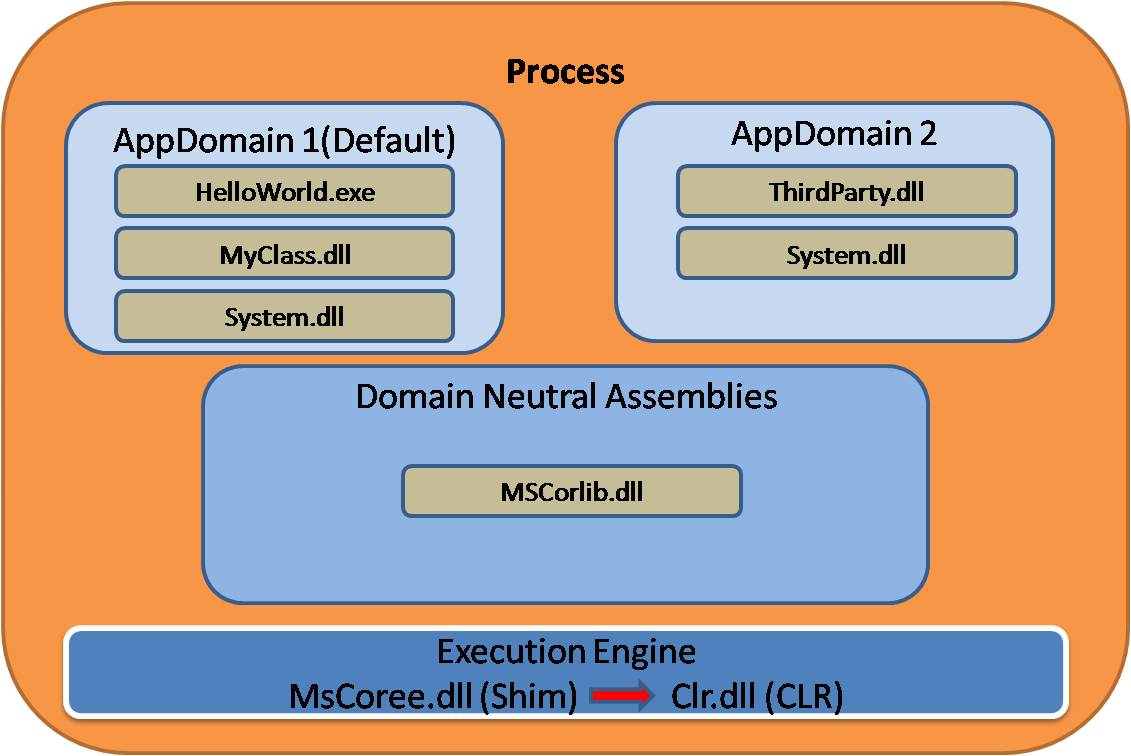 Process
AppDomain 1(Default)
HelloWorld.exe
MyClass.dll
System.dll
AppDomain 2
ThirdParty.dll
System.dll
Domain Neutral Assemblies
MSCorlib.dll
Execution Engine
MsCoree.dll (Shim) Clr.dll (CLR)